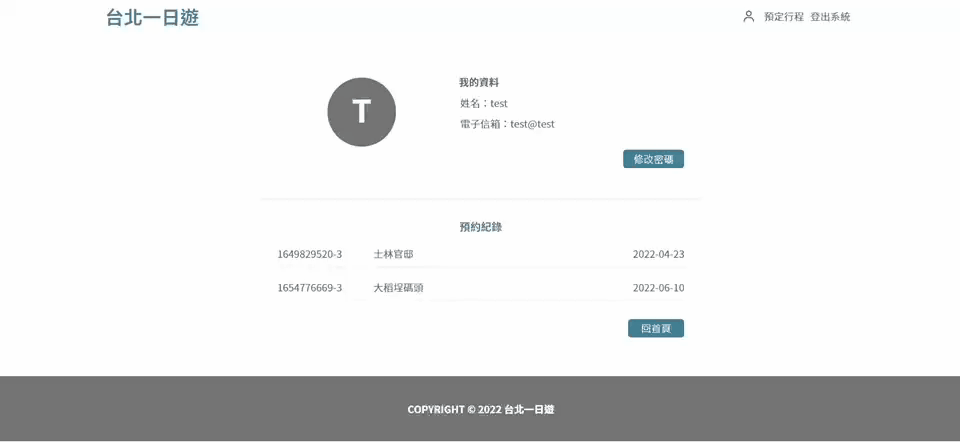 台北一日遊
預定行程 登出系統
T
我的資料
姓名：test
電子信箱：test@test
修改密碼
預約紀錄
1649829520-3 士林官邸 2022-04-23
1654776669-3 大稻埕碼頭 2022-06-10
回首頁
COPYRIGHT © 2022 台北一日遊